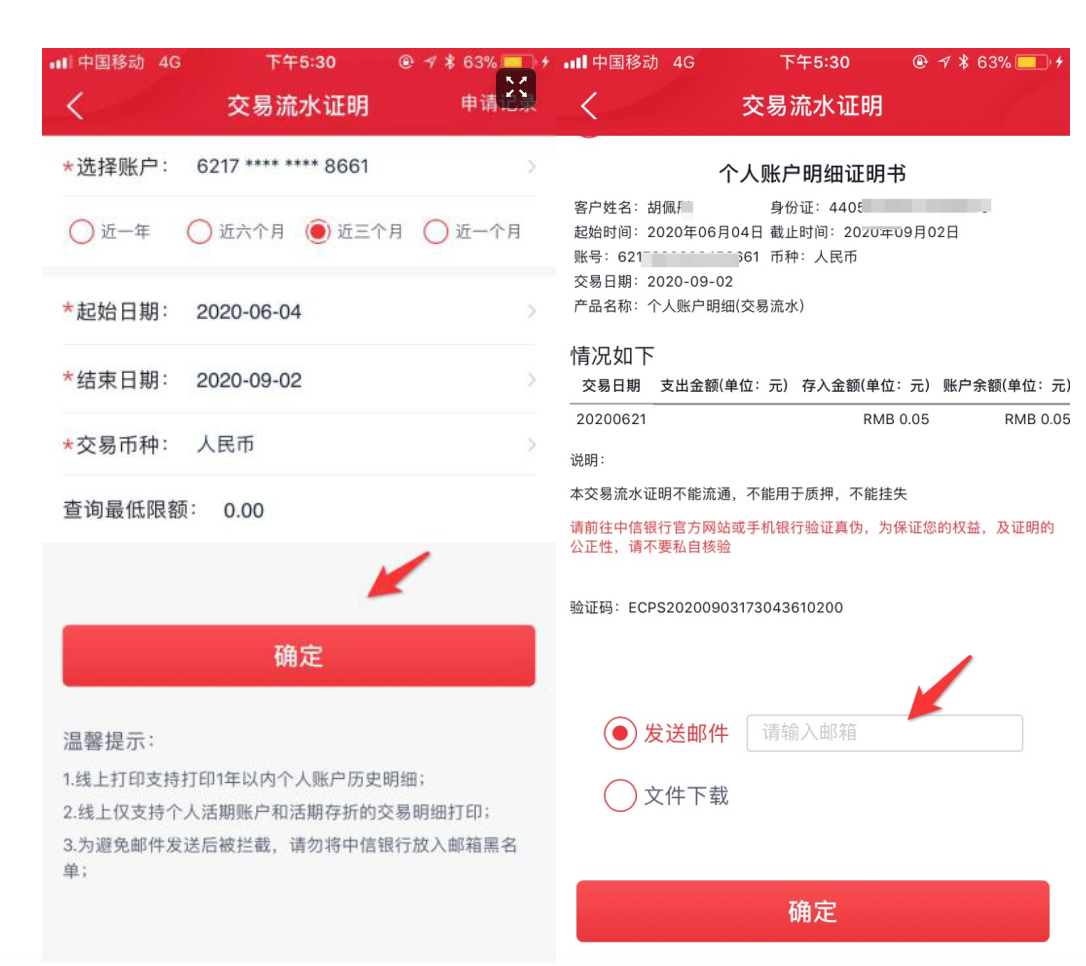 中国移动 4G 下午5:30 63%
交易流水证明 申请记录
*选择账户： 6217 **** **** 8661
近一年 近六个月 近三个月 近一个月
*起始日期： 2020-06-04
*结束日期： 2020-09-02
*交易币种： 人民币
查询最低限额： 0.00
确定
温馨提示：
1.线上打印支持打印1年以内个人账户历史明细；
2.线上仅支持个人活期账户和活期存折的交易明细打印；
3.为避免邮件发送后被拦截，请勿将中信银行放入邮箱黑名
单；
中国移动 4G 下午5:30 63%
交易流水证明
个人账户明细证明书
客户姓名：胡佩 身份证：4405
起始时间：2020年06月04日 截止时间：2020年09月02日
账号：621 661 币种：人民币
交易日期：2020-09-02
产品名称：个人账户明细(交易流水)
情况如下
交易日期 支出金额(单位：元) 存入金额(单位：元) 账户余额(单位：元)
20200621 RMB 0.05 RMB 0.05
说明：
本交易流水证明不能流通，不能用于质押，不能挂失
请前往中信银行官方网站或手机银行验证真伪，为保证您的权益，及证明的
公正性，请不要私自核验
验证码：ECPS20200903173043610200
发送邮件 请输入邮箱
文件下载
确定